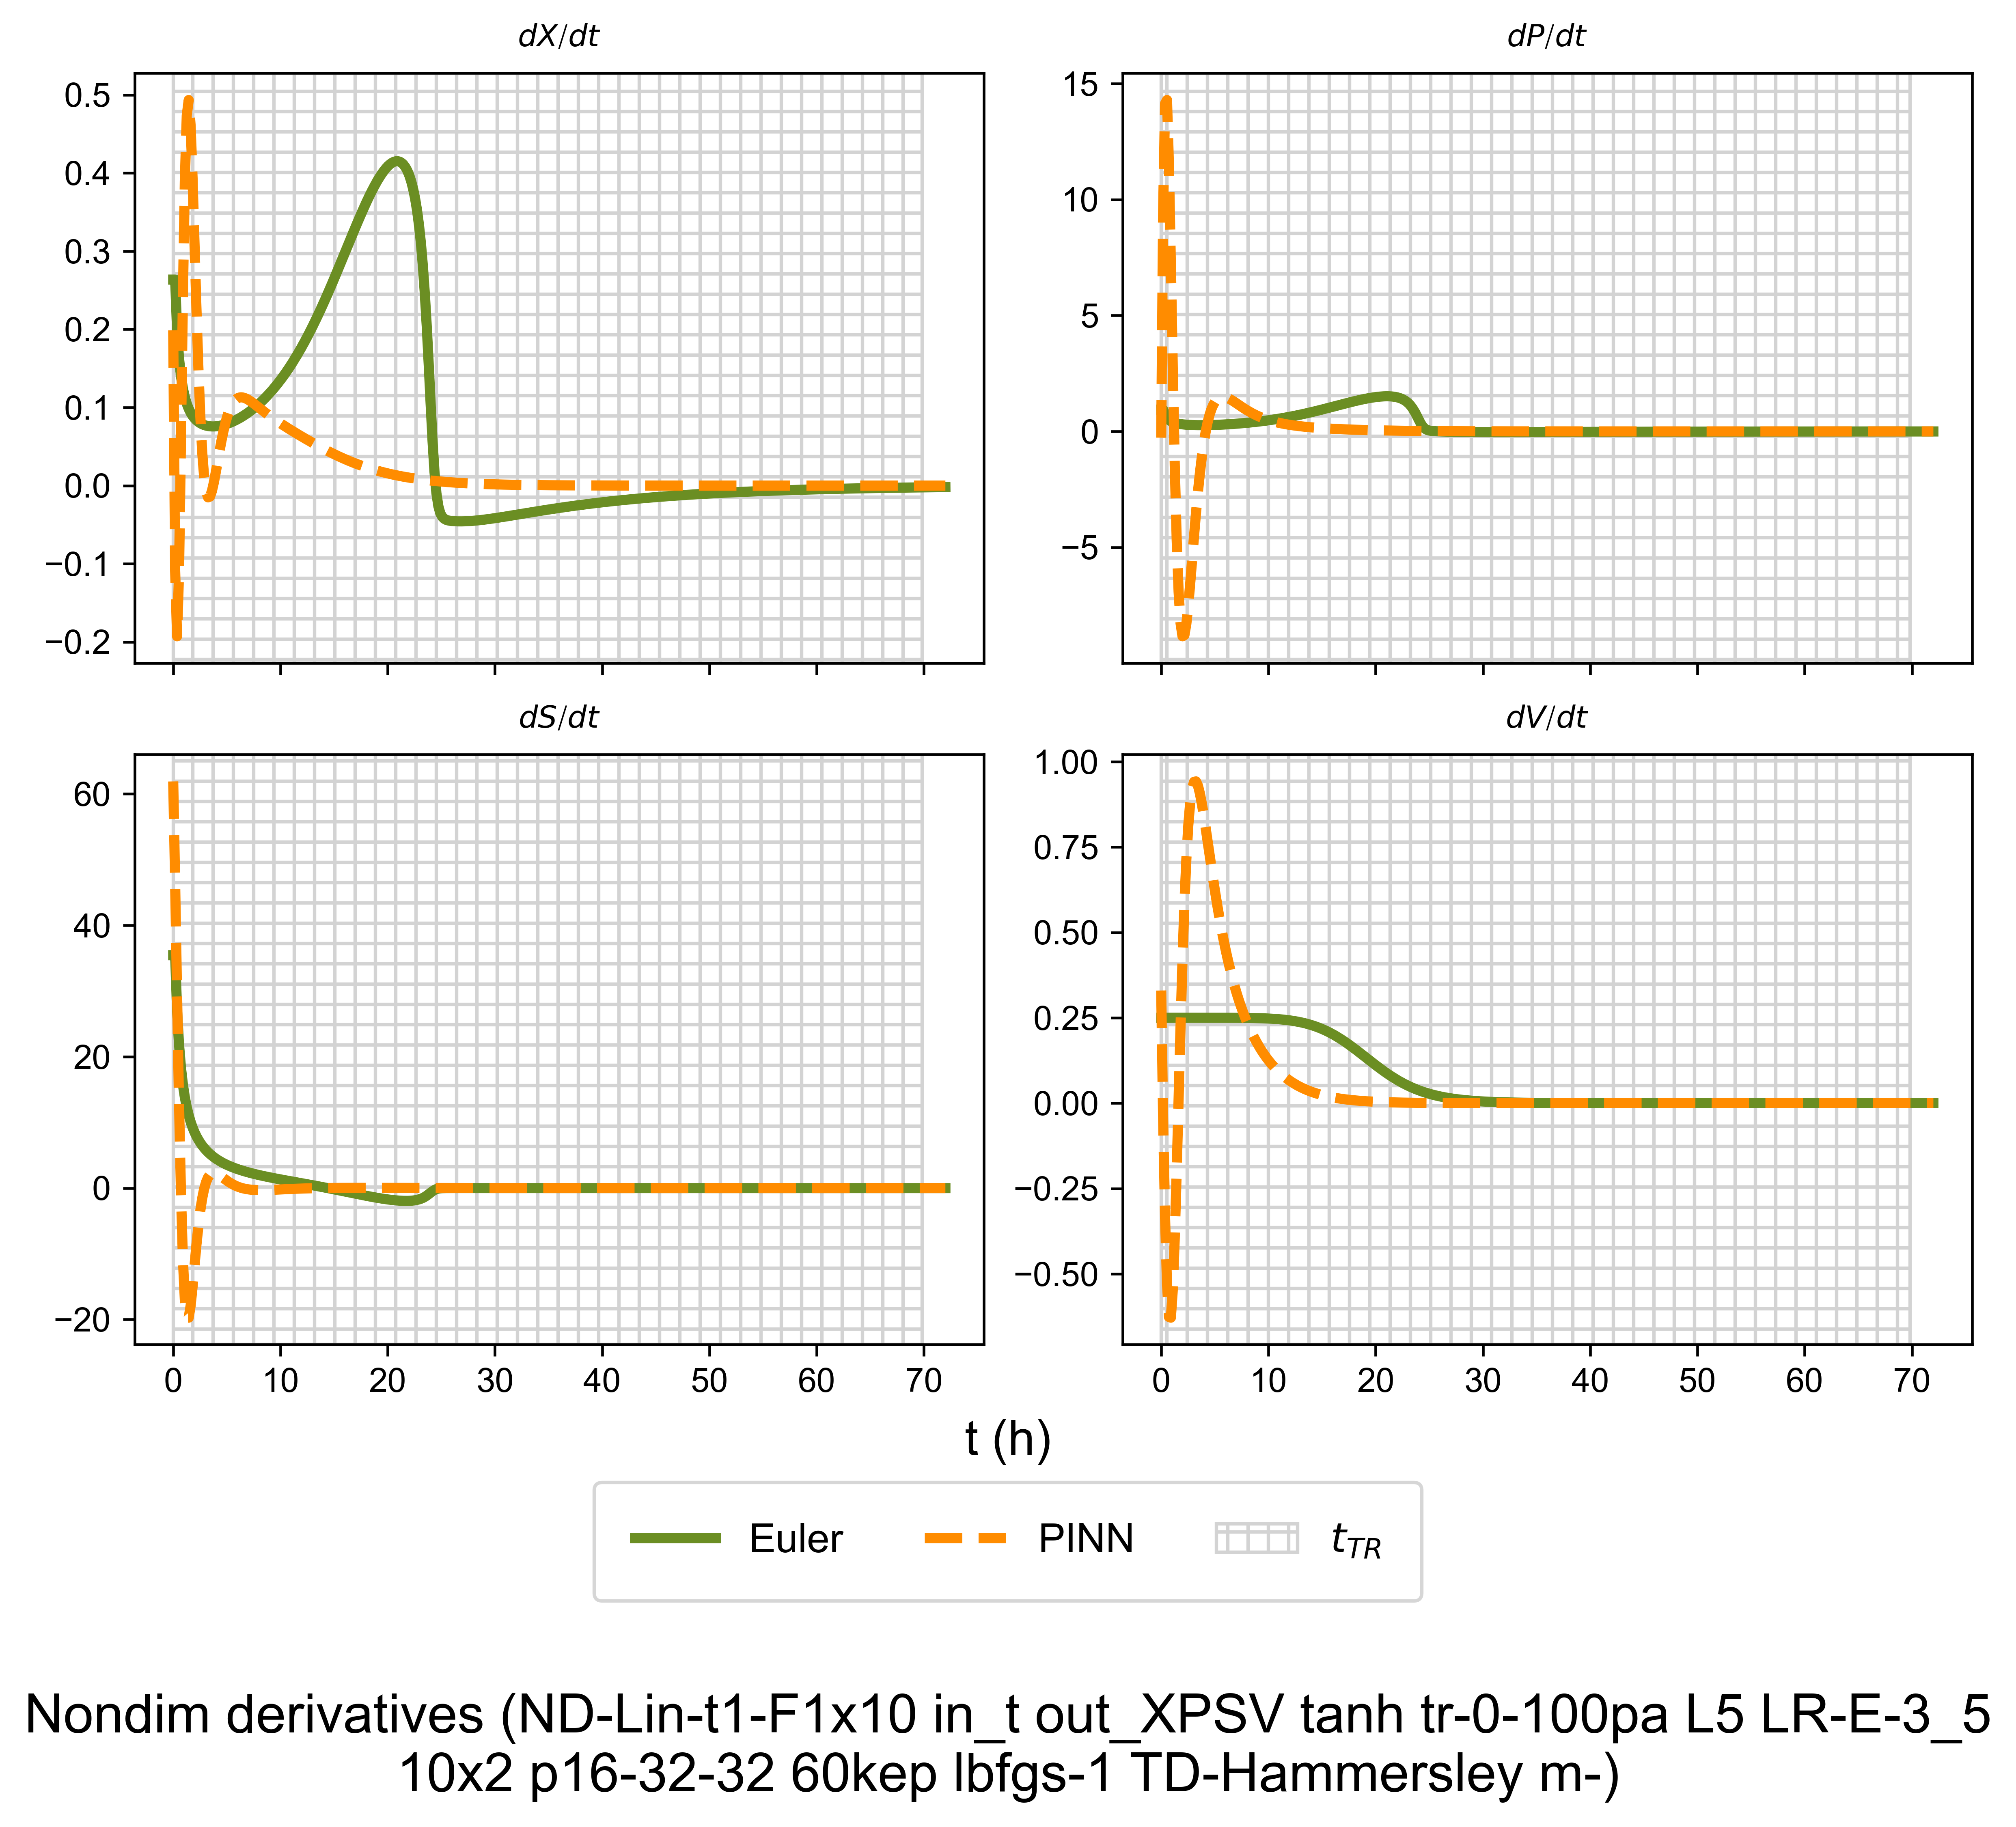 dX/dt
dP/dt
0.5
0.4
0.3
0.2
0.1
0.0
−0.1
−0.2
15
10
5
0
−5
dS/dt
dV/dt
60
40
20
0
−20
0 10 20 30 40 50 60 70
1.00
0.75
0.50
0.25
0.00
−0.25
−0.50
0 10 20 30 40 50 60 70
t (h)
Euler PINN t_{TR}
Nondim derivatives (ND-Lin-t1-F1x10 in_t out_XPSV tanh tr-0-100pa L5 LR-E-3_5
10x2 p16-32-32 60kep lbfgs-1 TD-Hammersley m-)